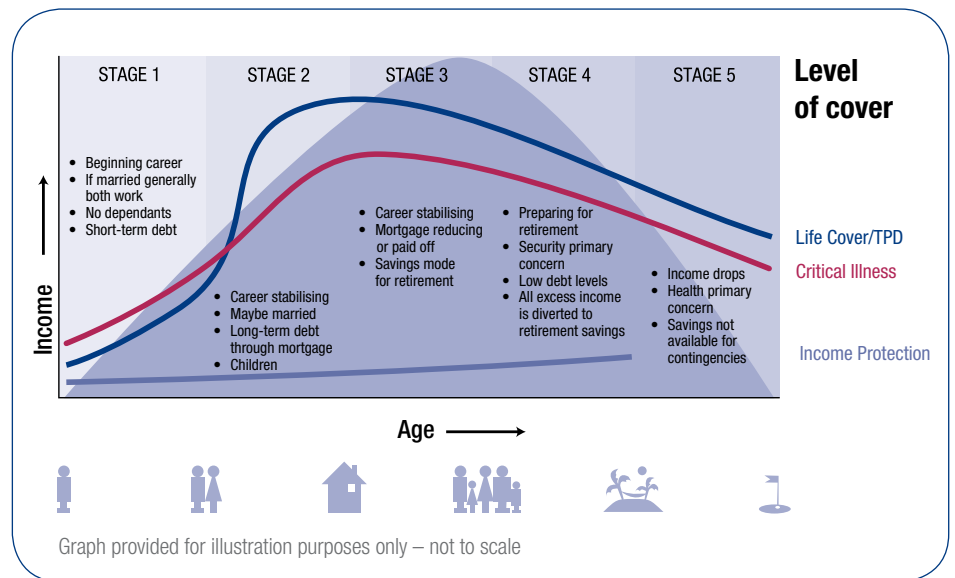 STAGE 1
STAGE 2
STAGE 3
STAGE 4
STAGE 5
Level
of cover
• Beginning career
• If married generally
both work
• No dependants
• Short-term debt
• Career stabilising
• Maybe married
• Long-term debt
through mortgage
• Children
• Career stabilising
• Mortgage reducing
or paid off
• Savings mode
for retirement
• Preparing for
retirement
• Security primary
concern
• Low debt levels
• All excess income
is diverted to
retirement savings
• Income drops
• Health primary
concern
• Savings not
available for
contingencies
Life Cover/TPD
Critical Illness
Income Protection
Income
Age
Graph provided for illustration purposes only – not to scale